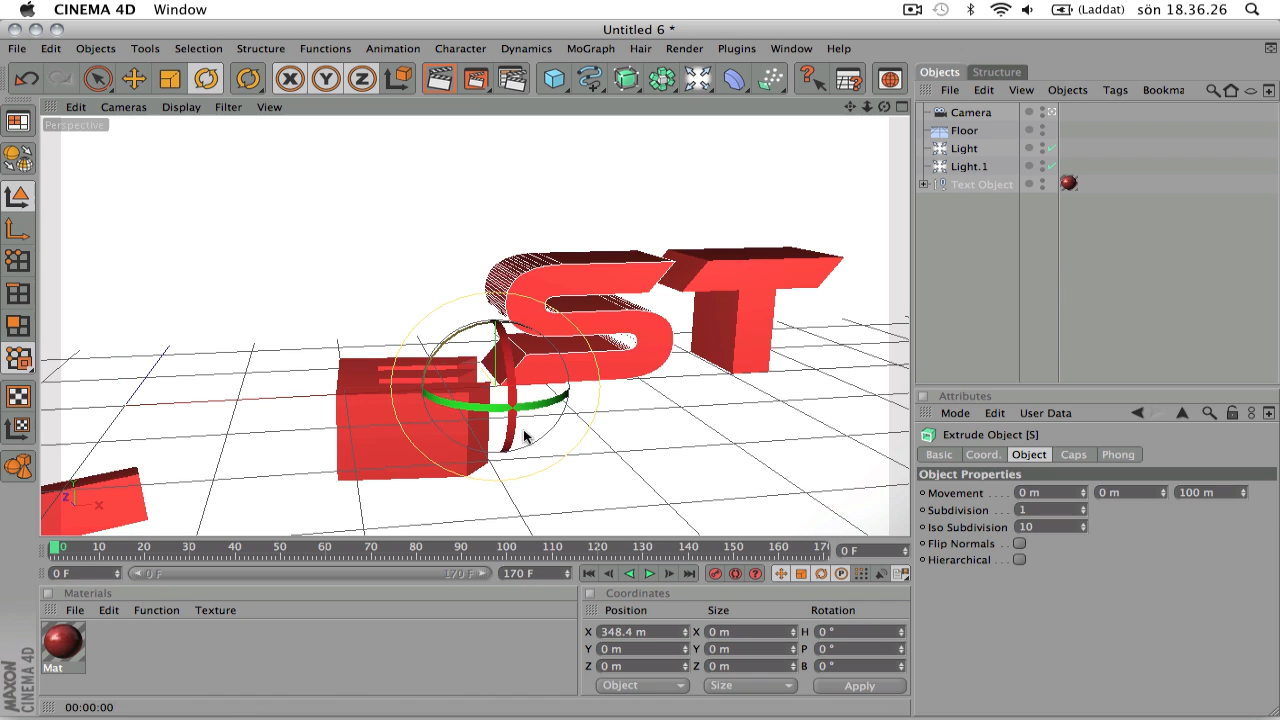 CINEMA 4D Window (Laddat) sön 18.36.26
Untitled 6 *
File Edit Objects Tools Selection Structure Functions Animation Character Dynamics MoGraph Hair Render Plugins Window Help
Objects Structure
File Edit View Objects Tags Bookma
Edit Cameras Display Filter View
Perspective
Camera
Floor
Light
Light.1
Text Object
ST
Z Y X
Attributes
Mode Edit User Data
Extrude Object [S]
Basic Coord. Object Caps Phong
Object Properties
Movement . . . . 0 m 0 m 100 m
Subdivision . . . 1
Iso Subdivision 10
Flip Normals
Hierarchical . .
0 10 20 30 40 50 60 70 80 90 100 110 120 130 140 150 160 17 0 F
0 F 0 F 170 F 170 F
Materials
File Edit Function Texture
Mat
Coordinates
Position Size Rotation
X 348.4 m X 0 m H 0 °
Y 0 m Y 0 m P 0 °
Z 0 m Z 0 m B 0 °
Object Size Apply
MAXON CINEMA 4D
00:00:00